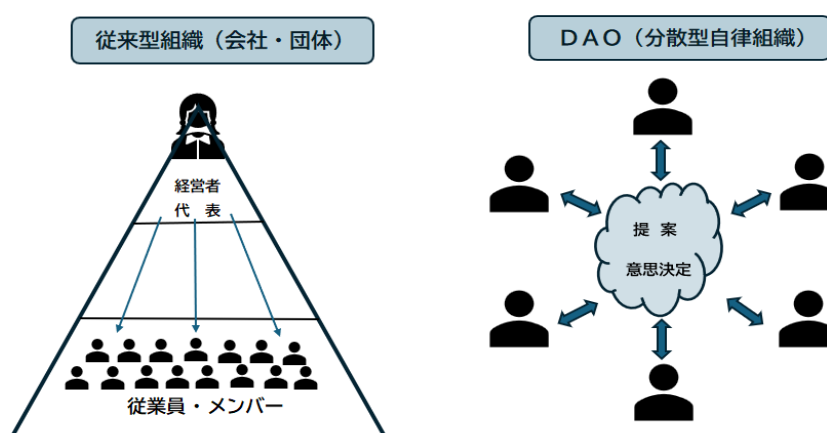 従来型組織（会社・団体）
経営者
代　表
従業員・メンバー
ＤＡＯ（分散型自律組織）
提　案
意思決定